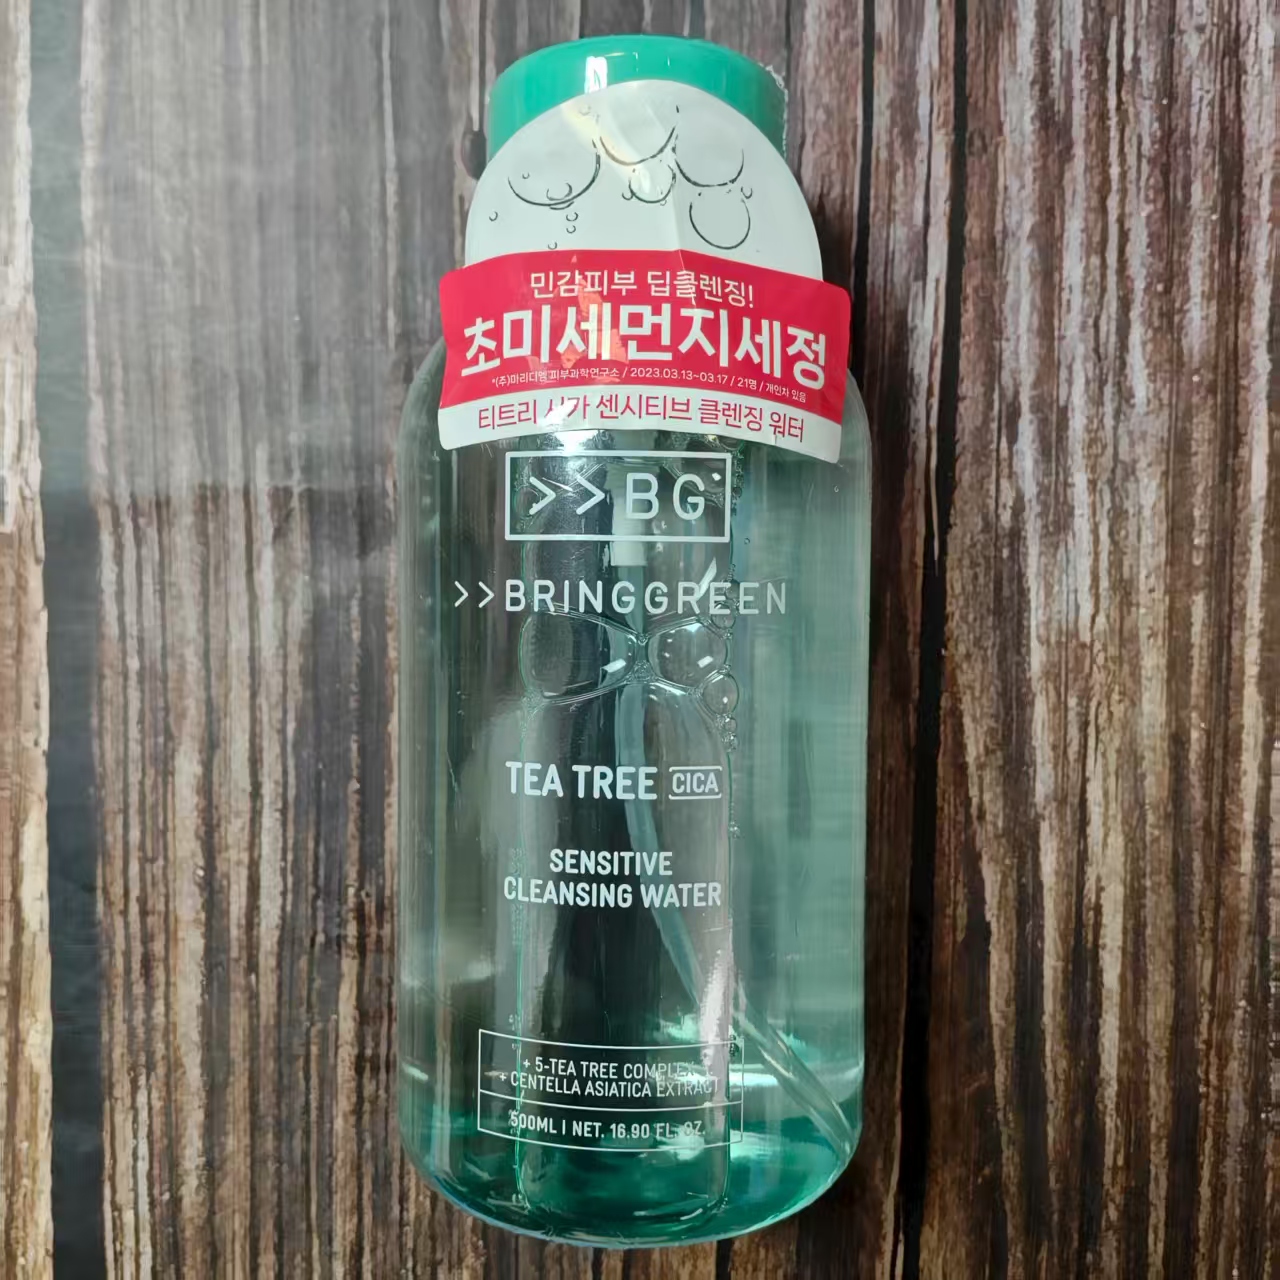 민감피부 딥클렌징!
초미세먼지세정
*(주)마리디엠 피부과학연구소 / 2023.03.13~03.17 / 21명 / 개인차 있음
티트리 시카 센시티브 클렌징 워터
>>BG
>>BRINGGREEN
TEA TREE CICA
SENSITIVE
CLEANSING WATER
+ 5-TEA TREE COMPLEX
+ CENTELLA ASIATICA EXTRACT
500ML | NET. 16.90 FL. OZ.